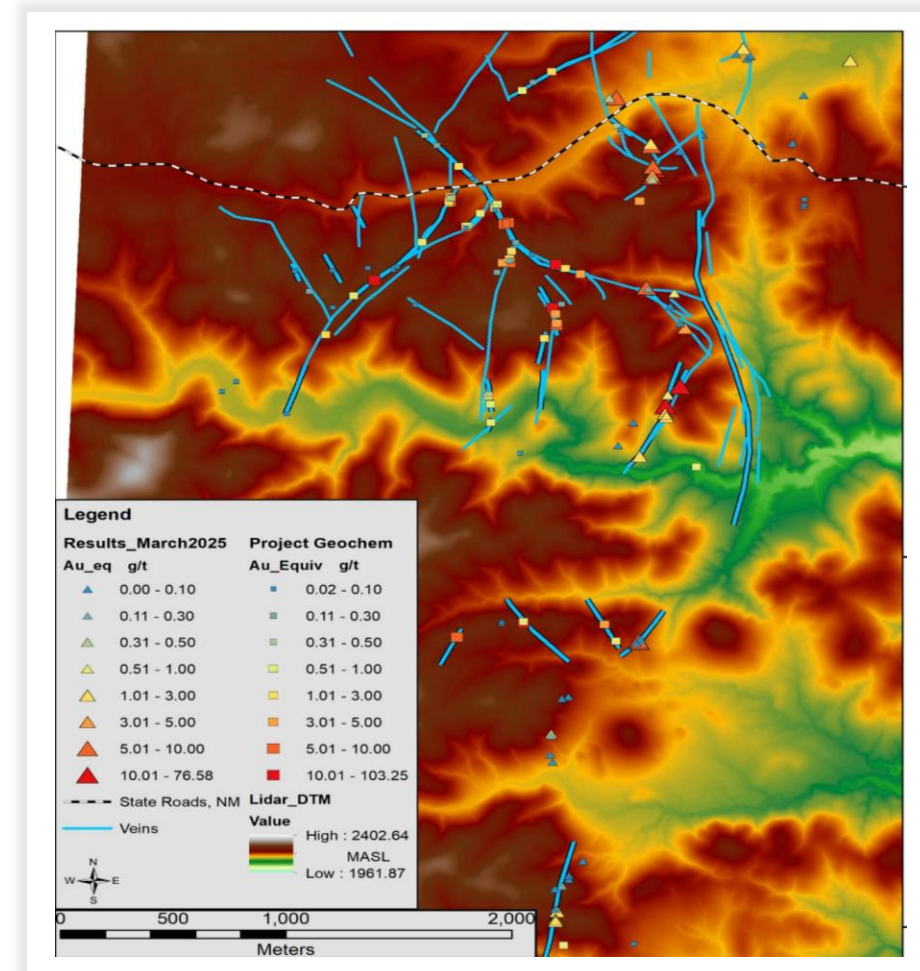 Legend
Results_March2025 Project Geochem
Au_eq g/t Au_Equiv g/t
0.00 - 0.10 0.02 - 0.10
0.11 - 0.30 0.11 - 0.30
0.31 - 0.50 0.31 - 0.50
0.51 - 1.00 0.51 - 1.00
1.01 - 3.00 1.01 - 3.00
3.01 - 5.00 3.01 - 5.00
5.01 - 10.00 5.01 - 10.00
10.01 - 76.58 10.01 - 103.25
State Roads, NM Lidar_DTM
Value
Veins
High : 2402.64
MASL
Low : 1961.87
N
W E
S
0 500 1,000 2,000
Meters